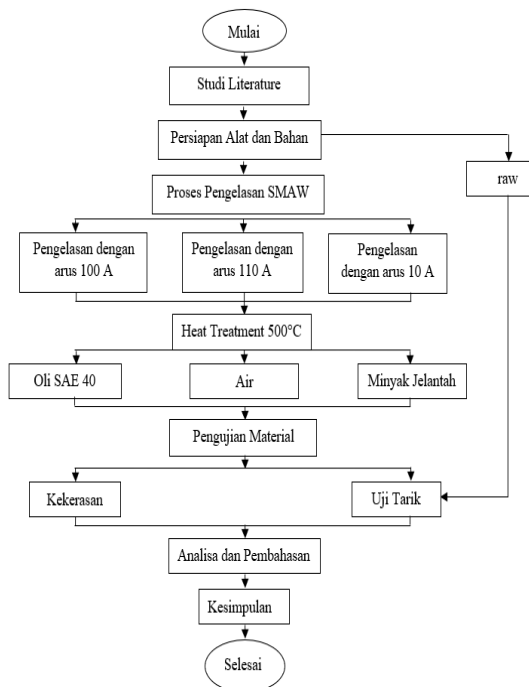 Mulai
Studi Literature
Persiapan Alat dan Bahan
raw
Proses Pengelasan SMAW
Pengelasan dengan
arus 100 A
Pengelasan dengan
arus 110 A
Pengelasan
dengan arus 10 A
Heat Treatment 500°C
Oli SAE 40
Air
Minyak Jelantah
Pengujian Material
Kekerasan
Uji Tarik
Analisa dan Pembahasan
Kesimpulan
Selesai